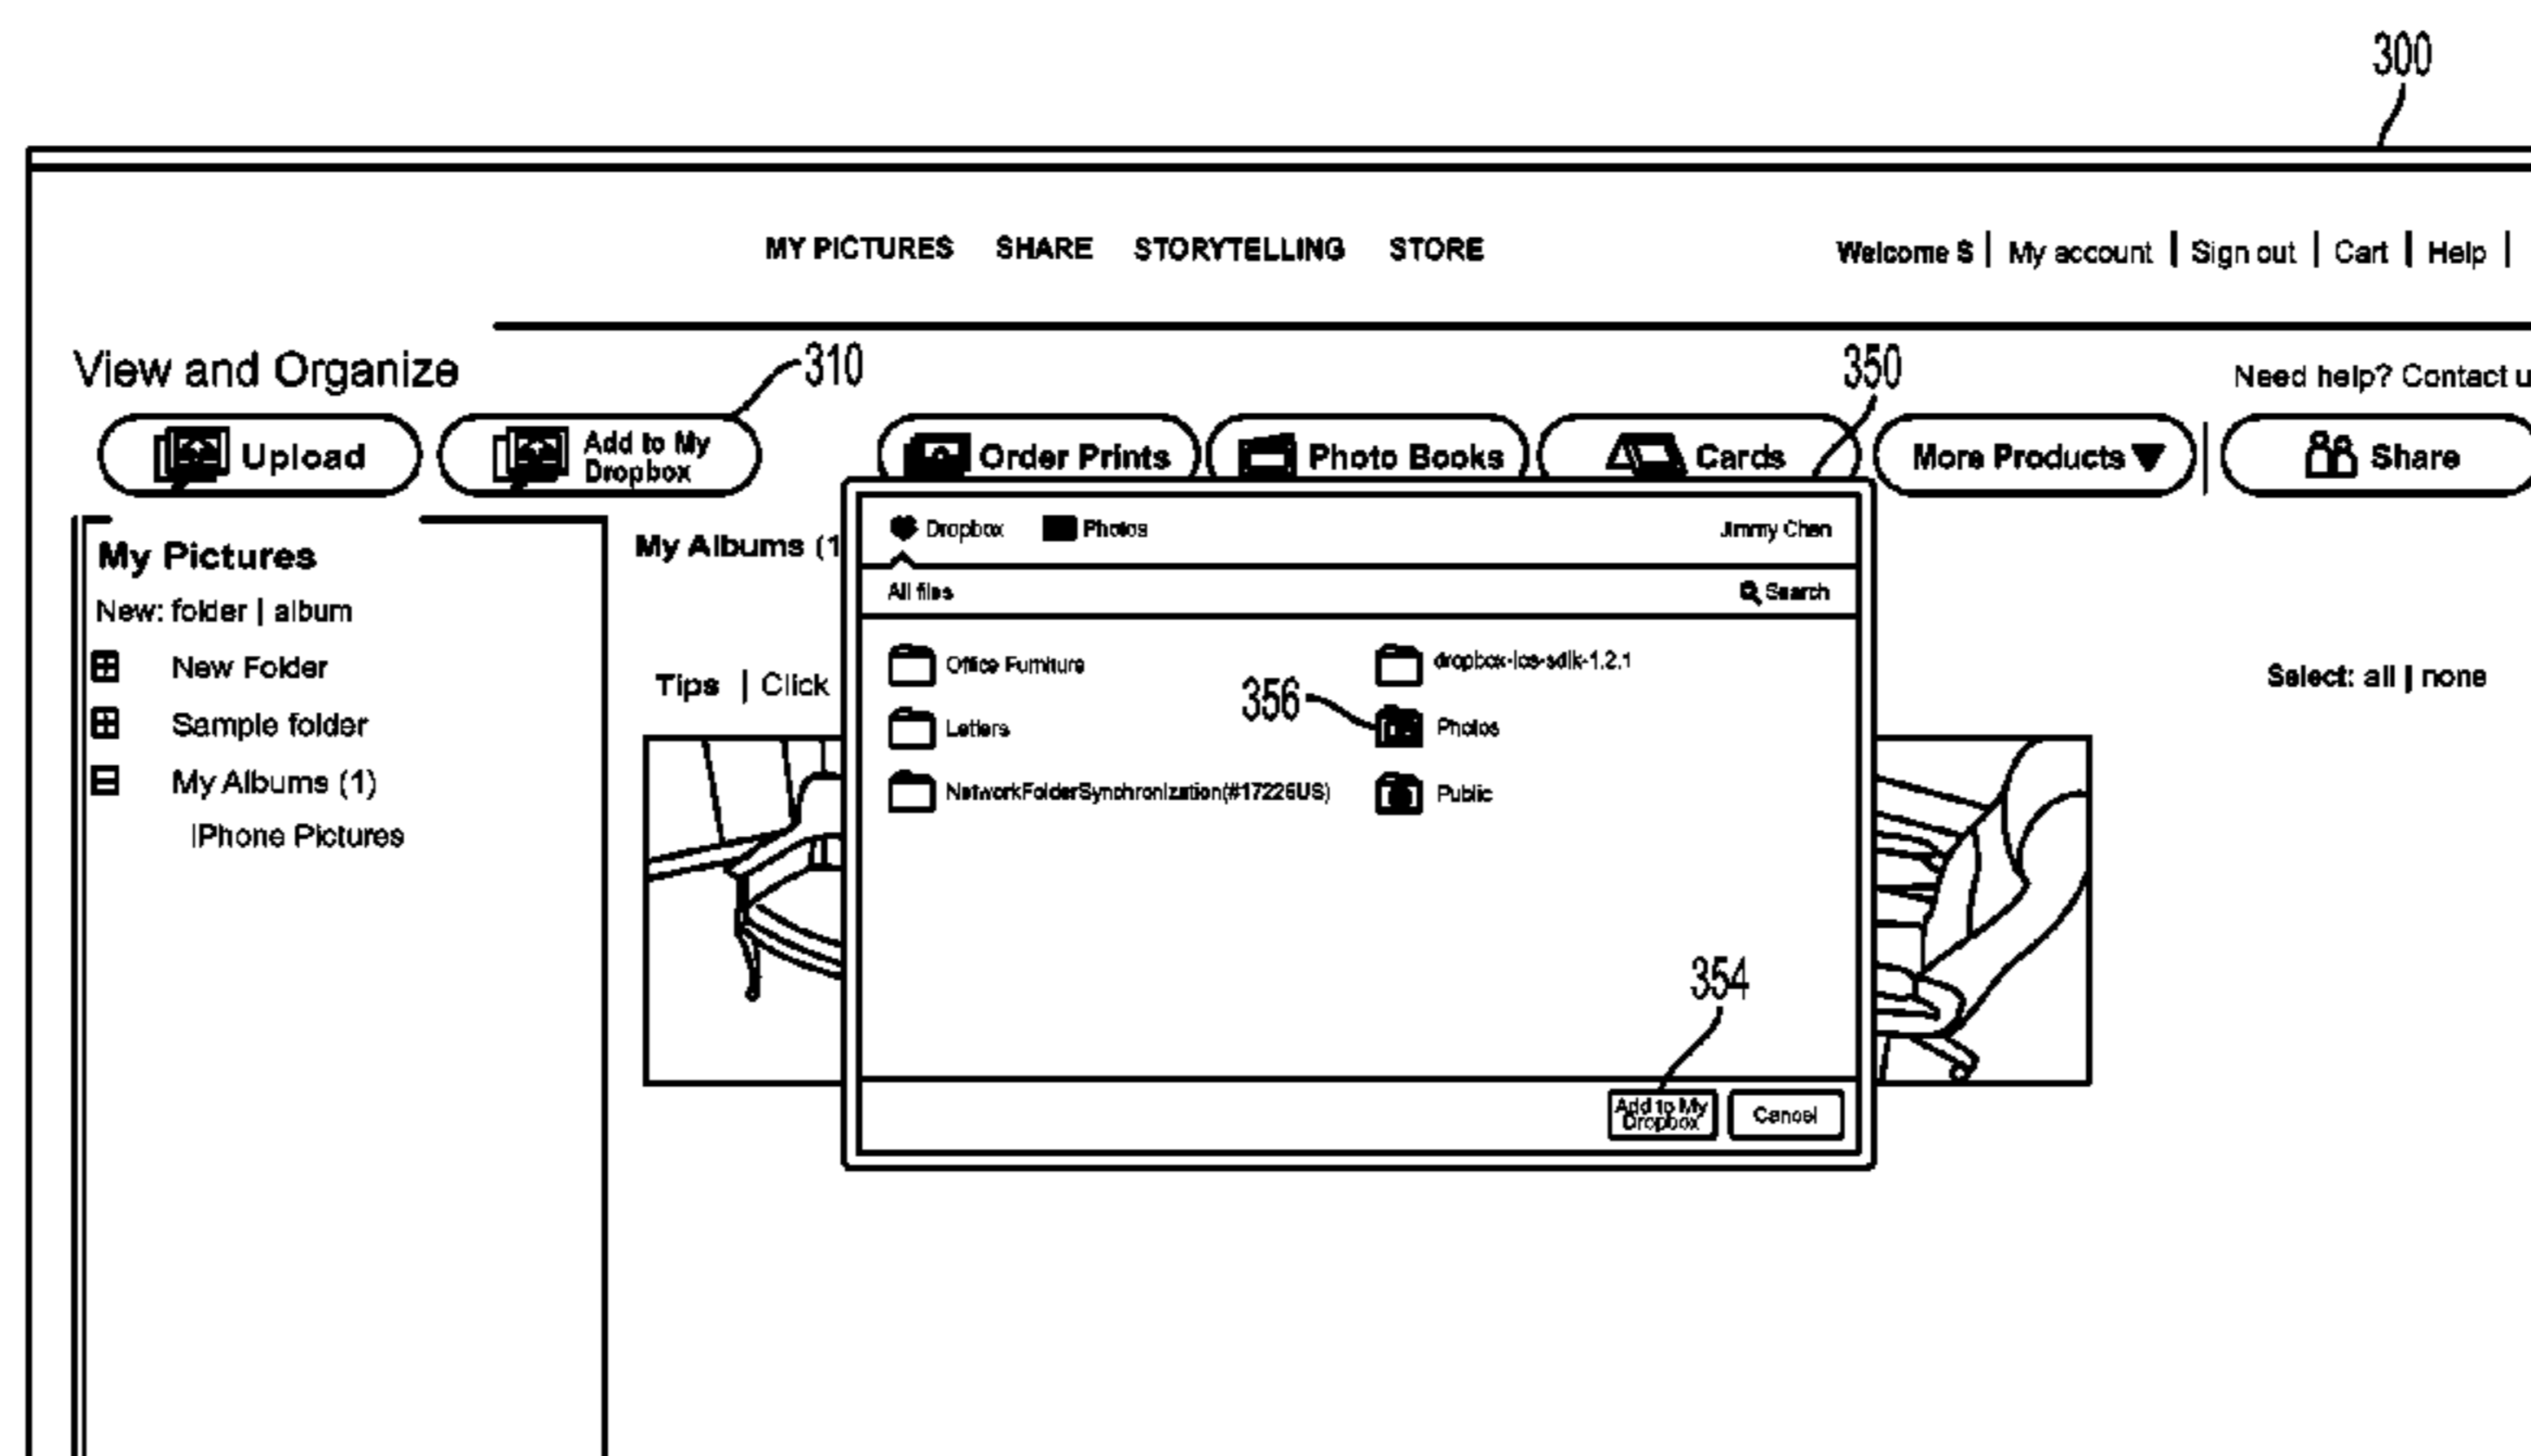 300
MY PICTURES SHARE STORYTELLING STORE
Welcome S | My account | Sign out | Cart | Help |
View and Organize
310
350
Need help? Contact u
Upload
Add to My
Dropbox
Order Prints
Photo Books
Cards
More Products
Share
My Pictures
New: folder | album
New Folder
Sample folder
My Albums (1)
IPhone Pictures
My Albums (1
Tips | Click
Dropbox Photos Jimmy Chen
All files Search
Office Furniture
dropbox-ios-sdk-1.2.1
356
Letters
Photos
NetworkFolderSynchronization(#17226US)
Public
Select: all | none
354
Add to My
Dropbox
Cancel